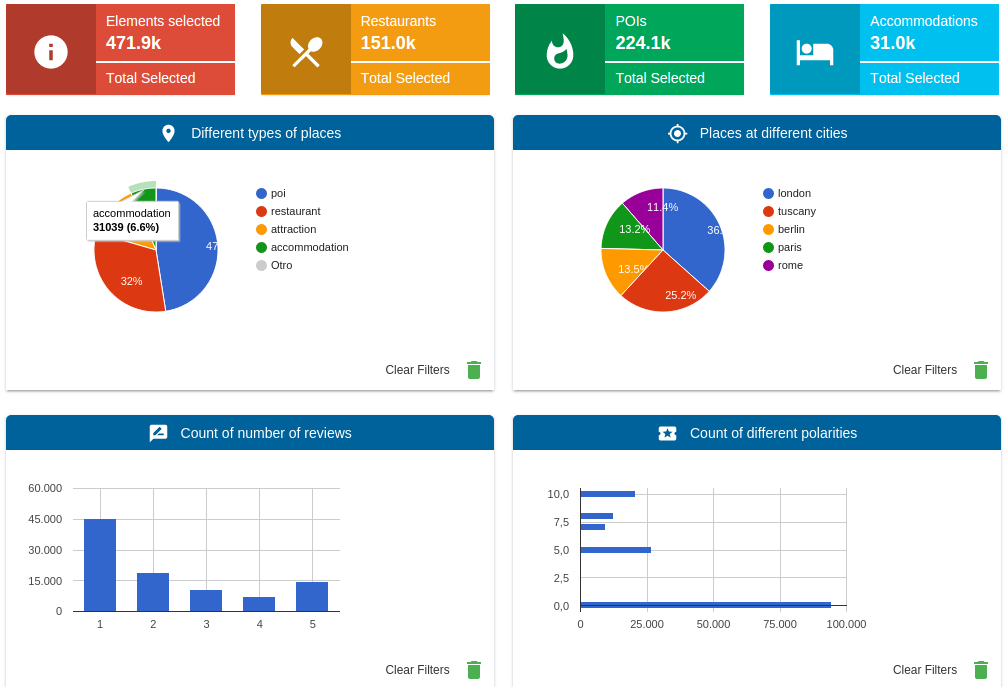 Elements selected
471.9k
Total Selected
Restaurants
151.0k
Total Selected
POIs
224.1k
Total Selected
Accommodations
31.0k
Total Selected
Different types of places
accommodation
31039 (6.6%)
47
32%
poi
restaurant
attraction
accommodation
Otro
Clear Filters
Places at different cities
11.4%
36.
13.2%
13.5%
25.2%
london
tuscany
berlin
paris
rome
Clear Filters
Count of number of reviews
60.000
45.000
30.000
15.000
0
1 2 3 4 5
Clear Filters
Count of different polarities
10,0
7,5
5,0
2,5
0,0
0 25.000 50.000 75.000 100.000
Clear Filters